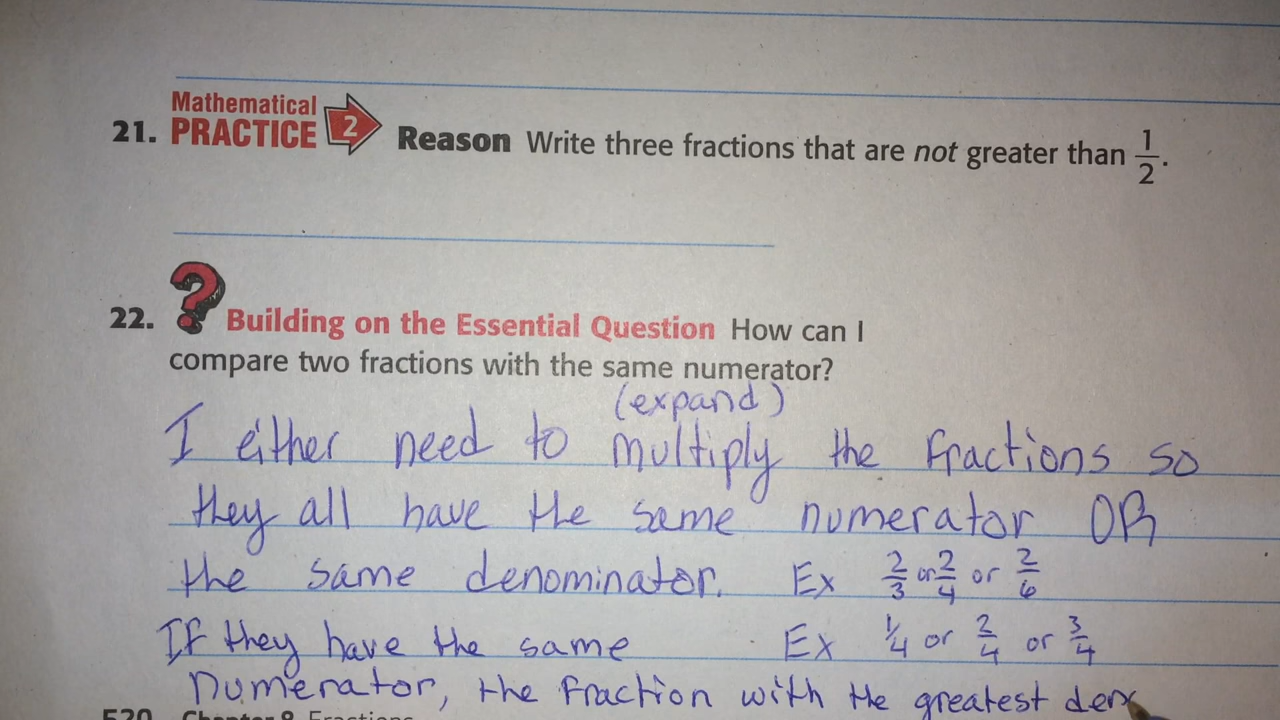 Mathematical
21. PRACTICE 2 Reason Write three fractions that are not greater than 1/2.
22. ? Building on the Essential Question How can I
compare two fractions with the same numerator?
(expand)
I either need to multiply the fractions so
they all have the same numerator OR
the same denominator. Ex 2/3 or 2/4 or 2/6
If they have the same Ex 1/4 or 2/4 or 3/4
numerator, the fraction with the greatest den
520 Chapter 8 Fractions